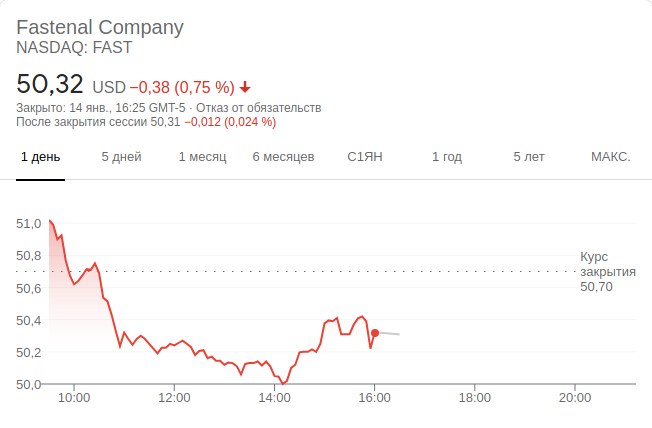 Fastenal Company
NASDAQ: FAST
50,32 USD −0,38 (0,75 %)
Закрыто: 14 янв., 16:25 GMT-5 · Отказ от обязательств
После закрытия сессии 50,31 −0,012 (0,024 %)
1 день 5 дней 1 месяц 6 месяцев С1ЯН 1 год 5 лет МАКС.
51,0
50,8
50,6
50,4
50,2
50,0
Курс
закрытия
50,70
10:00 12:00 14:00 16:00 18:00 20:00